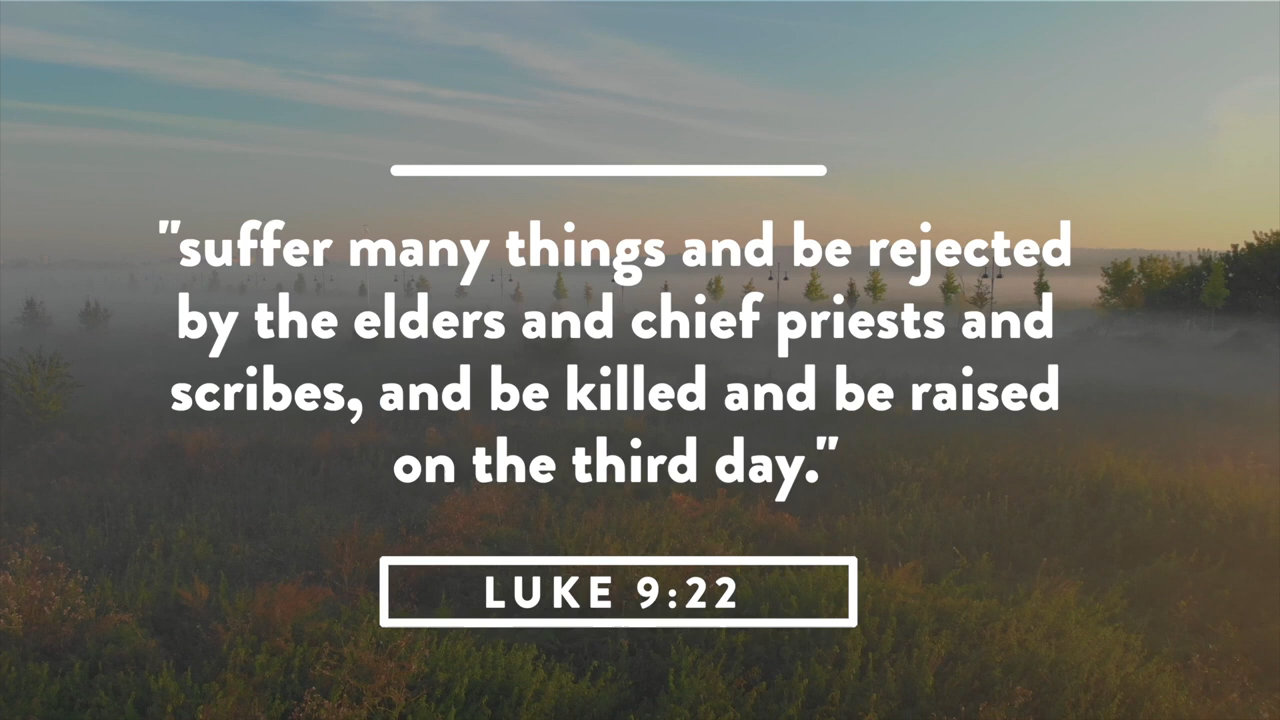 "suffer many things and be rejected
by the elders and chief priests and
scribes, and be killed and be raised
on the third day."
LUKE 9:22